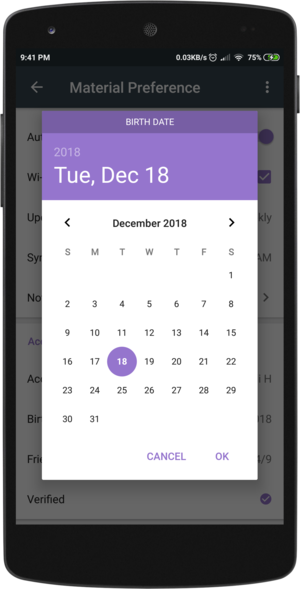 9:41 PM 0.03KB/s 75%
Material Preference
BIRTH DATE
2018
Tue, Dec 18
December 2018
S M T W T F S
1
2 3 4 5 6 7 8
9 10 11 12 13 14 15
16 17 18 19 20 21 22
23 24 25 26 27 28 29
30 31
CANCEL OK
Verified